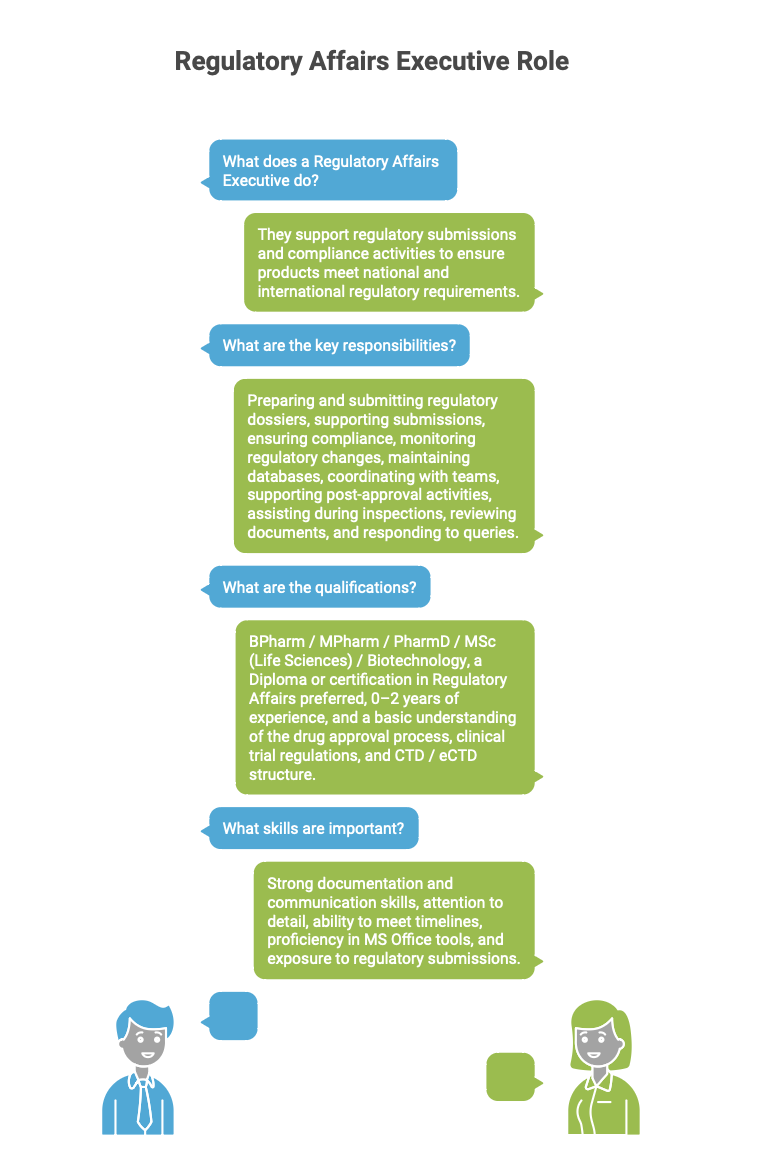 Regulatory Affairs Executive Role
What does a Regulatory Affairs
Executive do?
They support regulatory submissions
and compliance activities to ensure
products meet national and
international regulatory requirements.
What are the key responsibilities?
Preparing and submitting regulatory
dossiers, supporting submissions,
ensuring compliance, monitoring
regulatory changes, maintaining
databases, coordinating with teams,
supporting post-approval activities,
assisting during inspections, reviewing
documents, and responding to queries.
What are the qualifications?
BPharm / MPharm / PharmD / MSc
(Life Sciences) / Biotechnology, a
Diploma or certification in Regulatory
Affairs preferred, 0–2 years of
experience, and a basic understanding
of the drug approval process, clinical
trial regulations, and CTD / eCTD
structure.
What skills are important?
Strong documentation and
communication skills, attention to
detail, ability to meet timelines,
proficiency in MS Office tools, and
exposure to regulatory submissions.